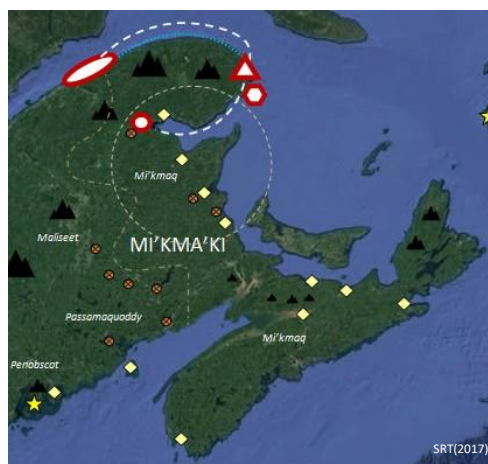 Mi'kmaq
Maliseet
MI'KMA'KI
Passamaquoddy
Mi'kmaq
Penobscot
SRT(2017)